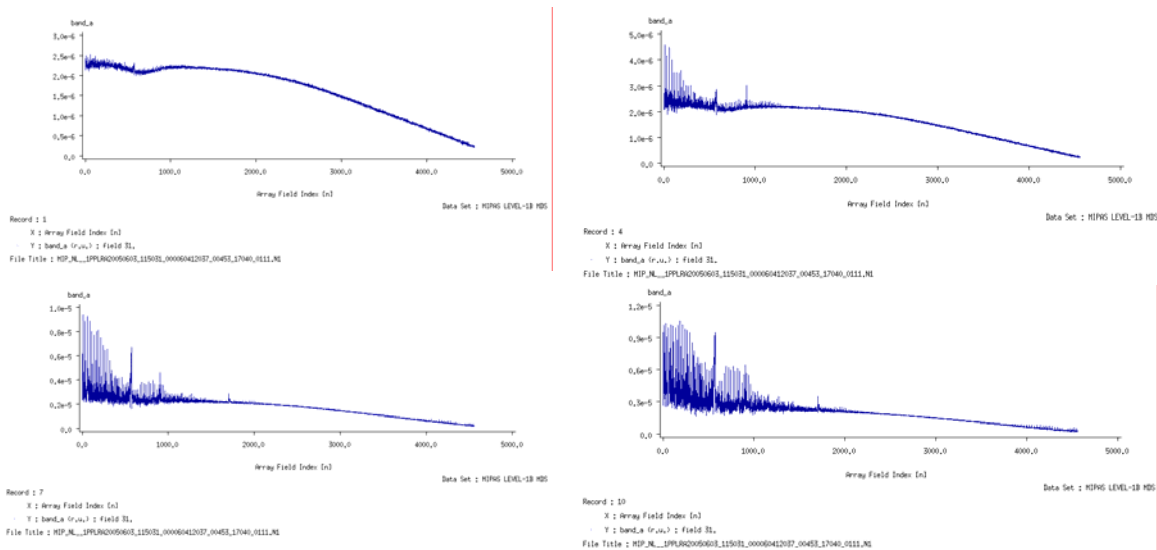 band_a
3.0e-6
2.5e-6
2.0e-6
1.5e-6
1.0e-6
0.5e-6
0.0
0.0 1000.0 2000.0 3000.0 4000.0 5000.0
Array Field Index [n]
Data Set : MIPAS LEVEL-1B MDS
Record : 1
X : Array Field Index [n]
Y : band_a (r.u.) : field 31.
File Title : MIP_NL__1PPLRA20050603_115031_000060412037_00453_17040_0111.N1
band_a
5.0e-6
4.0e-6
3.0e-6
2.0e-6
1.0e-6
0.0
0.0 1000.0 2000.0 3000.0 4000.0 5000.0
Array Field Index [n]
Data Set : MIPAS LEVEL-1B MDS
Record : 4
X : Array Field Index [n]
Y : band_a (r.u.) : field 31.
File Title : MIP_NL__1PPLRA20050603_115031_000060412037_00453_17040_0111.N1
band_a
1.0e-5
0.8e-5
0.6e-5
0.4e-5
0.2e-5
0.0
0.0 1000.0 2000.0 3000.0 4000.0 5000.0
Array Field Index [n]
Data Set : MIPAS LEVEL-1B MDS
Record : 7
X : Array Field Index [n]
Y : band_a (r.u.) : field 31.
File Title : MIP_NL__1PPLRA20050603_115031_000060412037_00453_17040_0111.N1
band_a
1.2e-5
0.9e-5
0.6e-5
0.3e-5
0.0
0.0 1000.0 2000.0 3000.0 4000.0 5000.0
Array Field Index [n]
Data Set : MIPAS LEVEL-1B MDS
Record : 10
X : Array Field Index [n]
Y : band_a (r.u.) : field 31.
File Title : MIP_NL__1PPLRA20050603_115031_000060412037_00453_17040_0111.N1